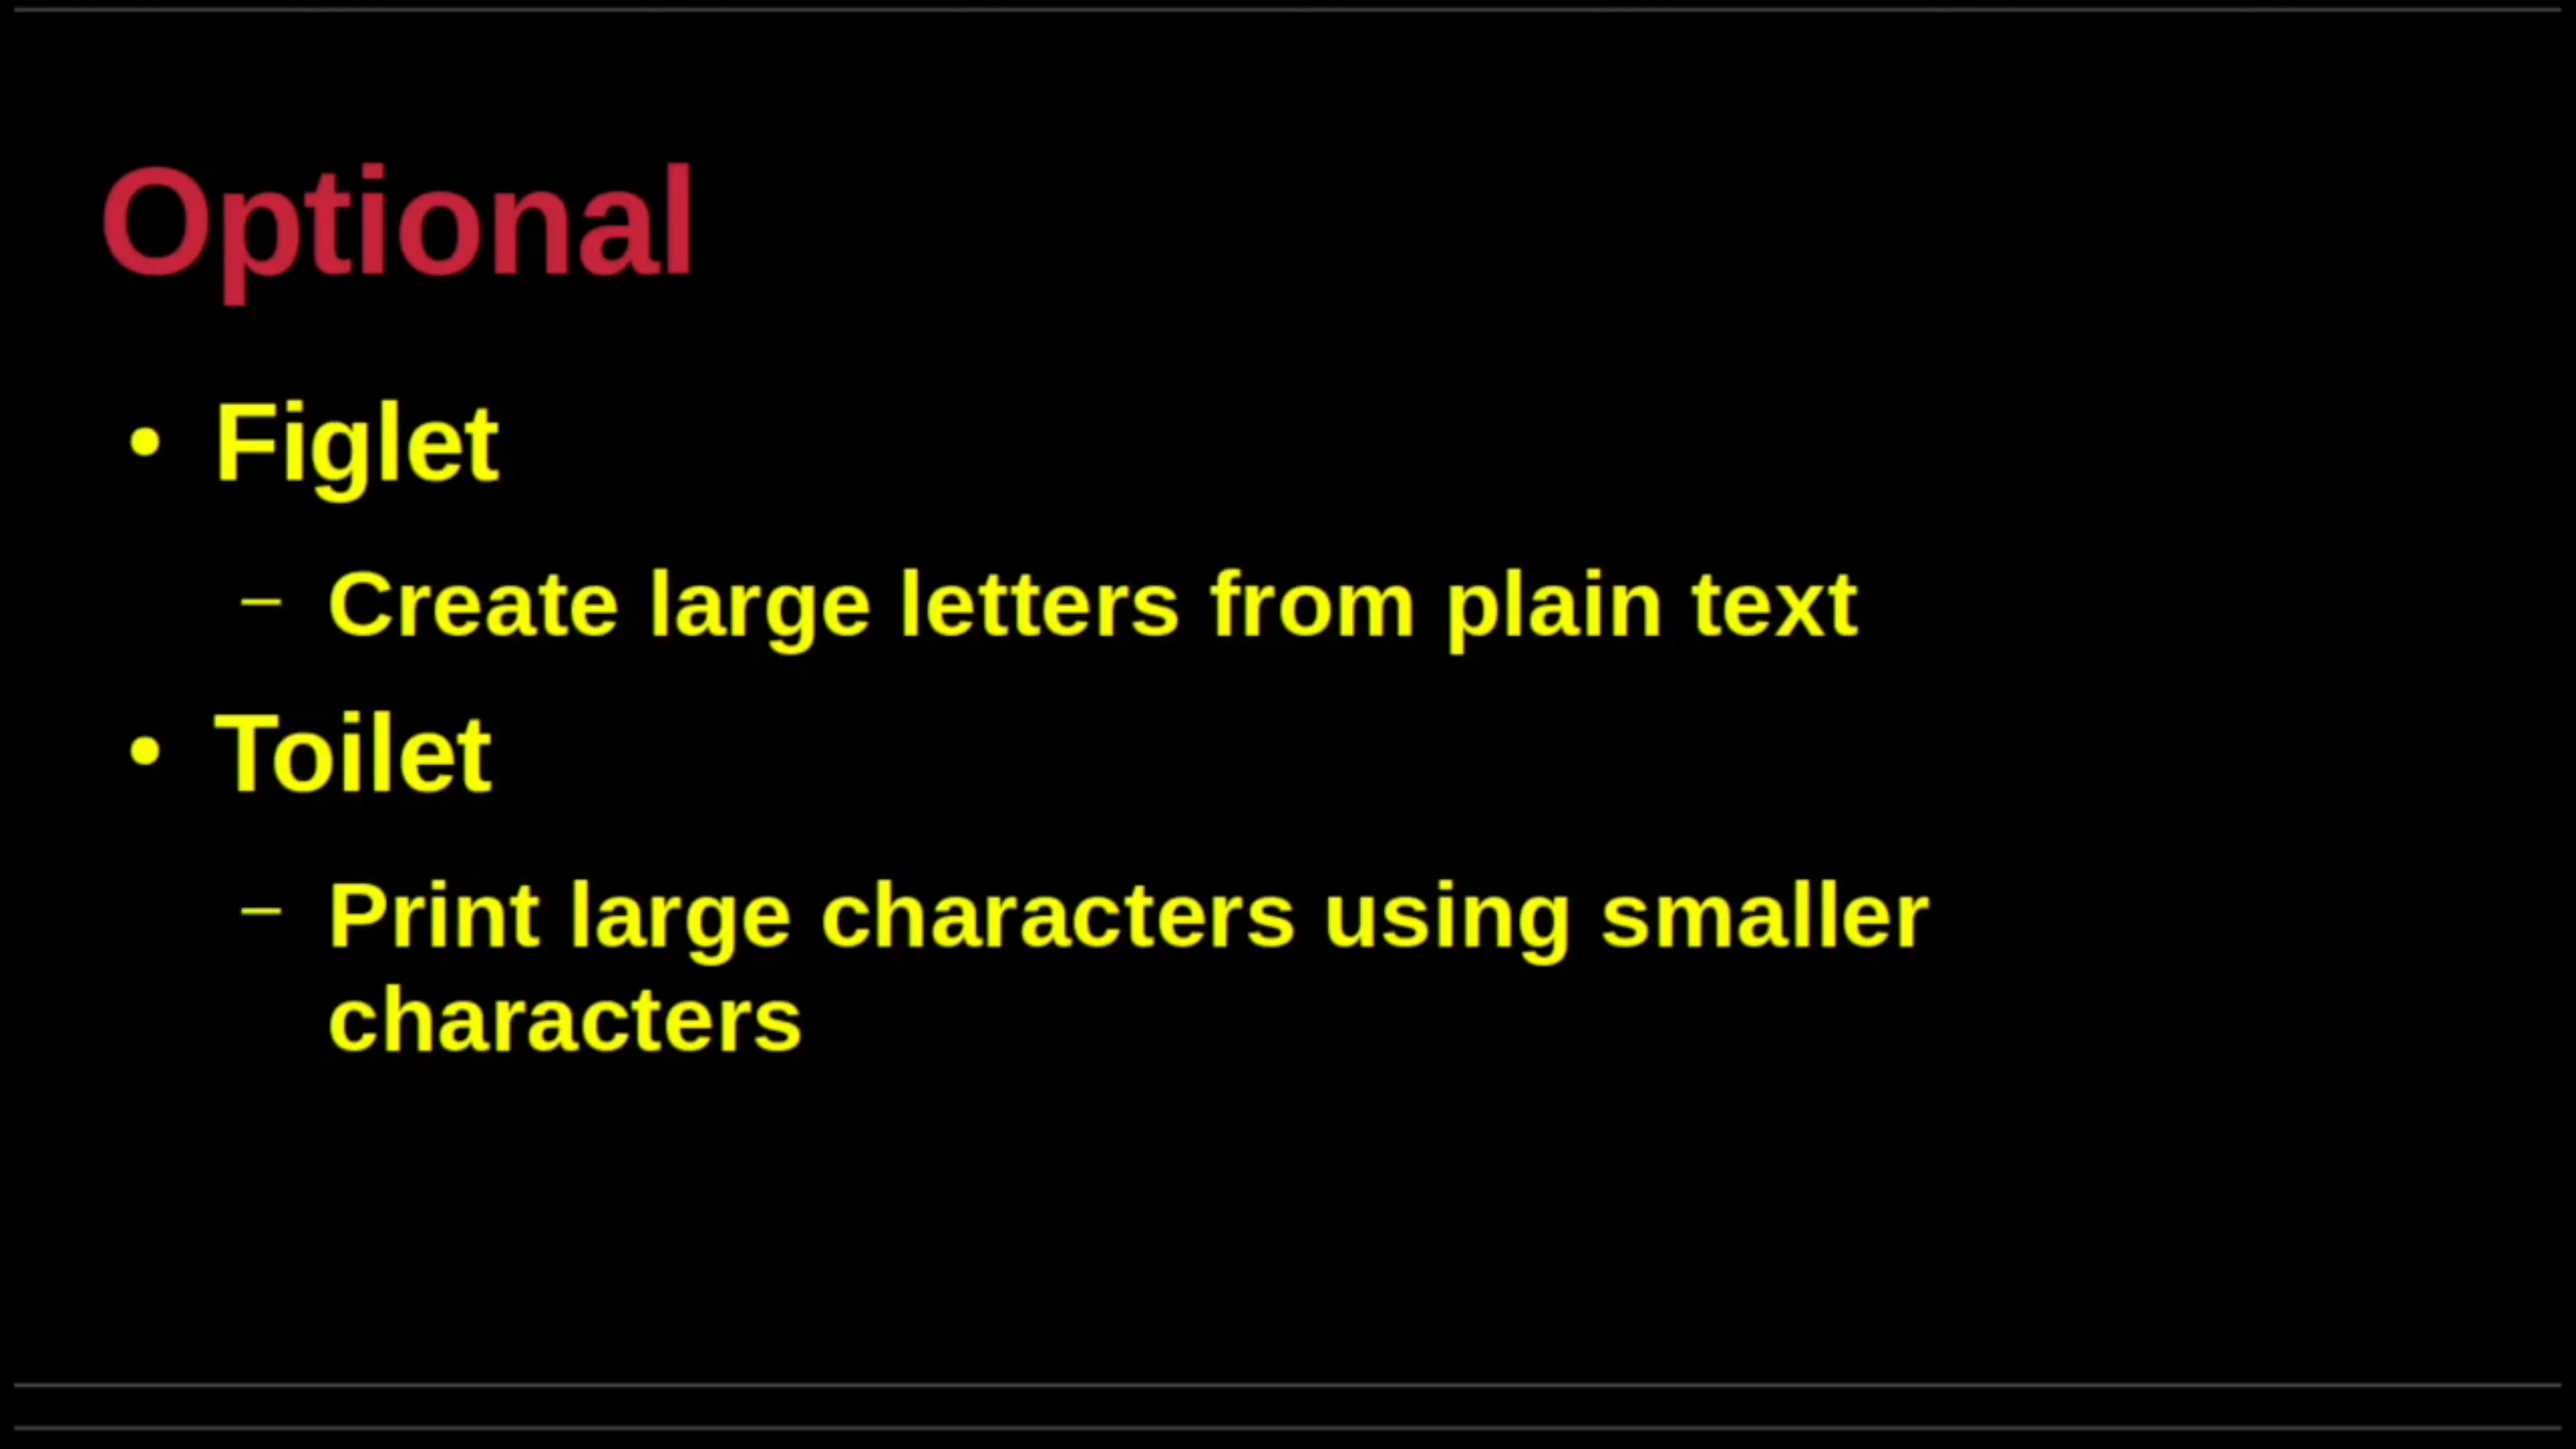 Optional
• Figlet
– Create large letters from plain text
• Toilet
– Print large characters using smaller
characters